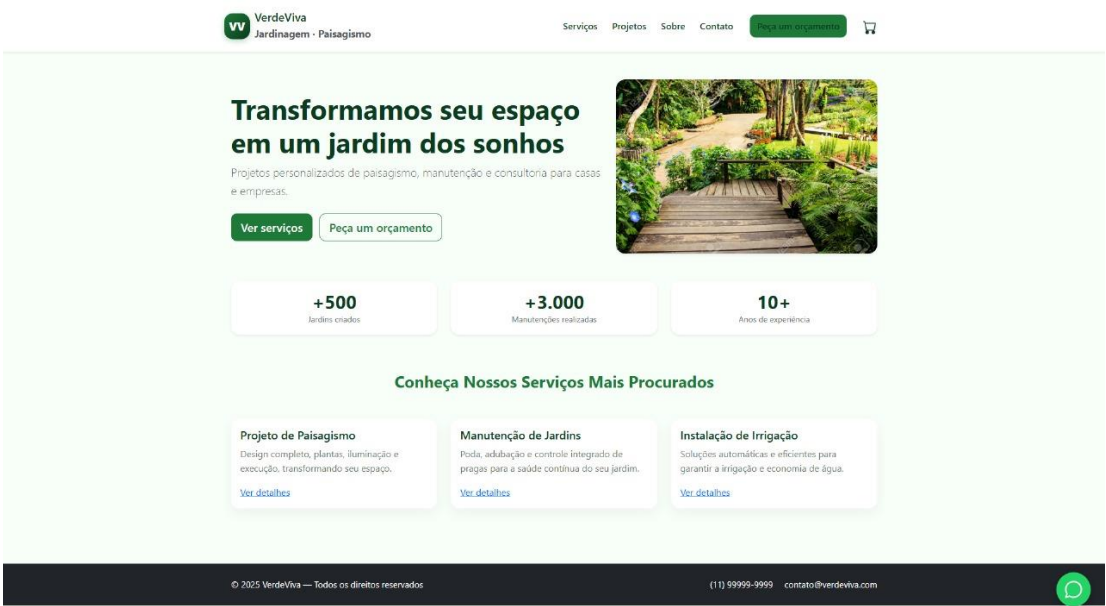 VV
VerdeViva
Jardinagem · Paisagismo
Serviços
Projetos
Sobre
Contato
Peça um orçamento
Transformamos seu espaço
em um jardim dos sonhos
Projetos personalizados de paisagismo, manutenção e consultoria para casas
e empresas.
Ver serviços
Peça um orçamento
+500
Jardins criados
+3.000
Manutenções realizadas
10+
Anos de experiência
Conheça Nossos Serviços Mais Procurados
Projeto de Paisagismo
Design completo, plantas, iluminação e
execução, transformando seu espaço.
Ver detalhes
Manutenção de Jardins
Poda, adubação e controle integrado de
pragas para a saúde contínua do seu jardim.
Ver detalhes
Instalação de Irrigação
Soluções automáticas e eficientes para
garantir a irrigação e economia de água.
Ver detalhes
© 2025 VerdeViva — Todos os direitos reservados
(11) 99999-9999
contato@verdeviva.com